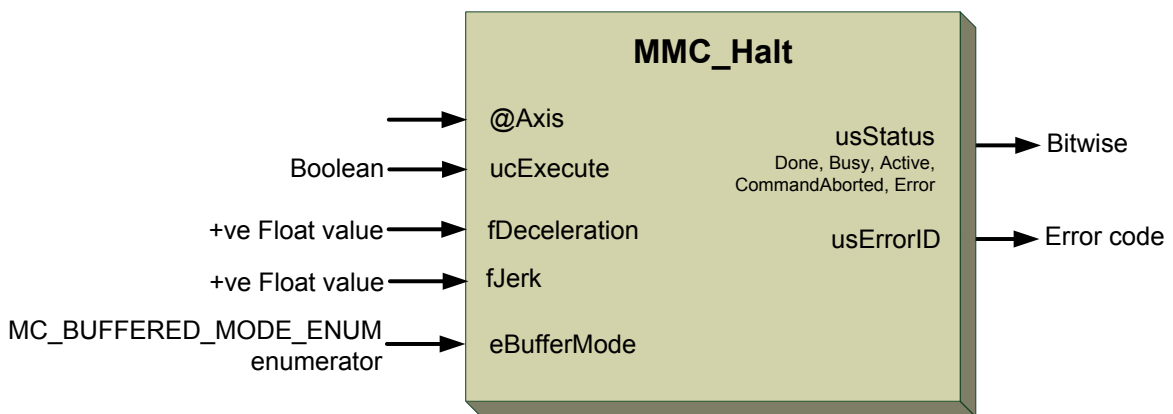 MMC_Halt
@Axis
Boolean
ucExecute
+ve Float value
fDeceleration
+ve Float value
fJerk
MC_BUFFERED_MODE_ENUM
enumerator
eBufferMode
usStatus
Done, Busy, Active,
CommandAborted, Error
Bitwise
usErrorID
Error code